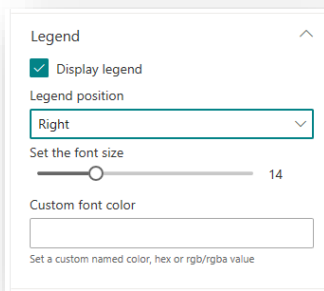 Legend
Display legend
Legend position
Right
Set the font size
14
Custom font color
Set a custom named color, hex or rgb/rgba value